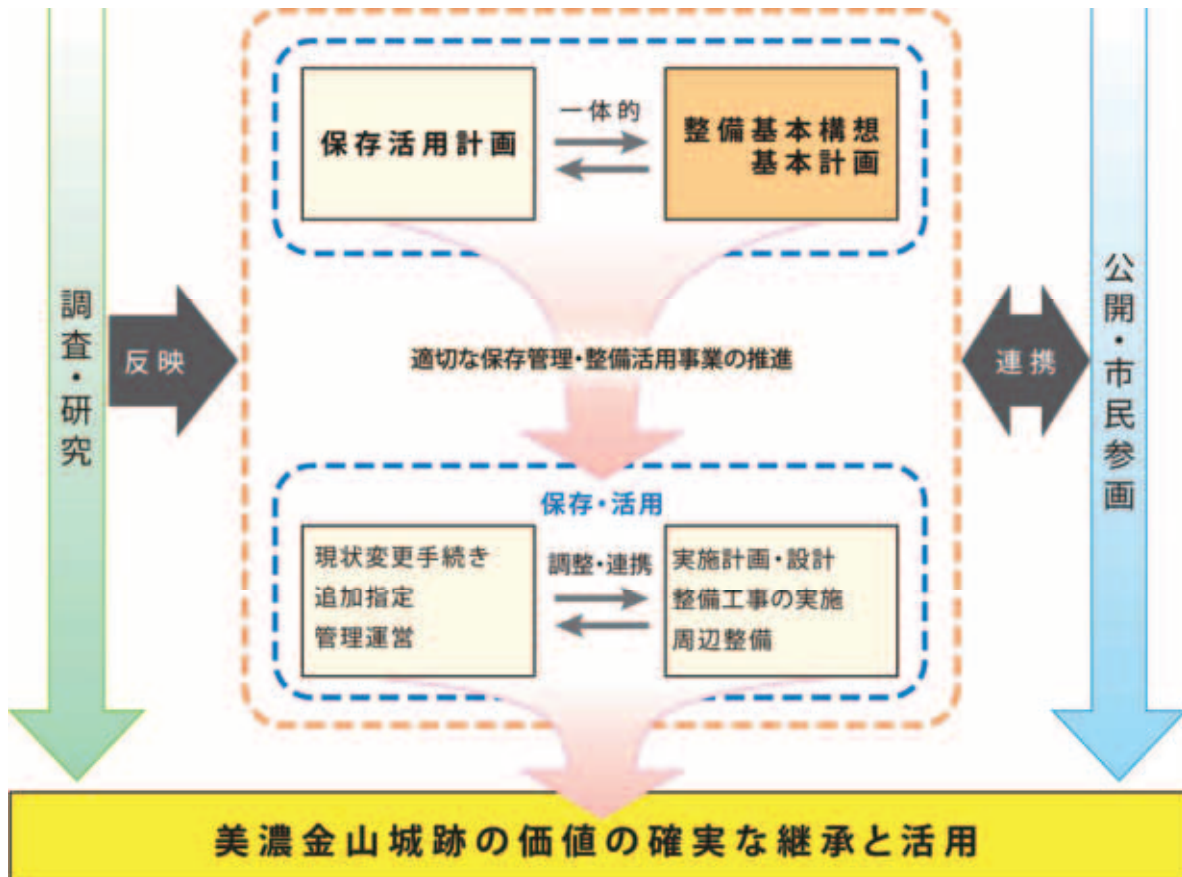 保存活用計画
一体的
整備基本構想
基本計画
調査・研究
反映
適切な保存管理・整備活用事業の推進
連携
公開・市民参画
保存・活用
現状変更手続き
追加指定
管理運営
調整・連携
実施計画・設計
整備工事の実施
周辺整備
美濃金山城跡の価値の確実な継承と活用